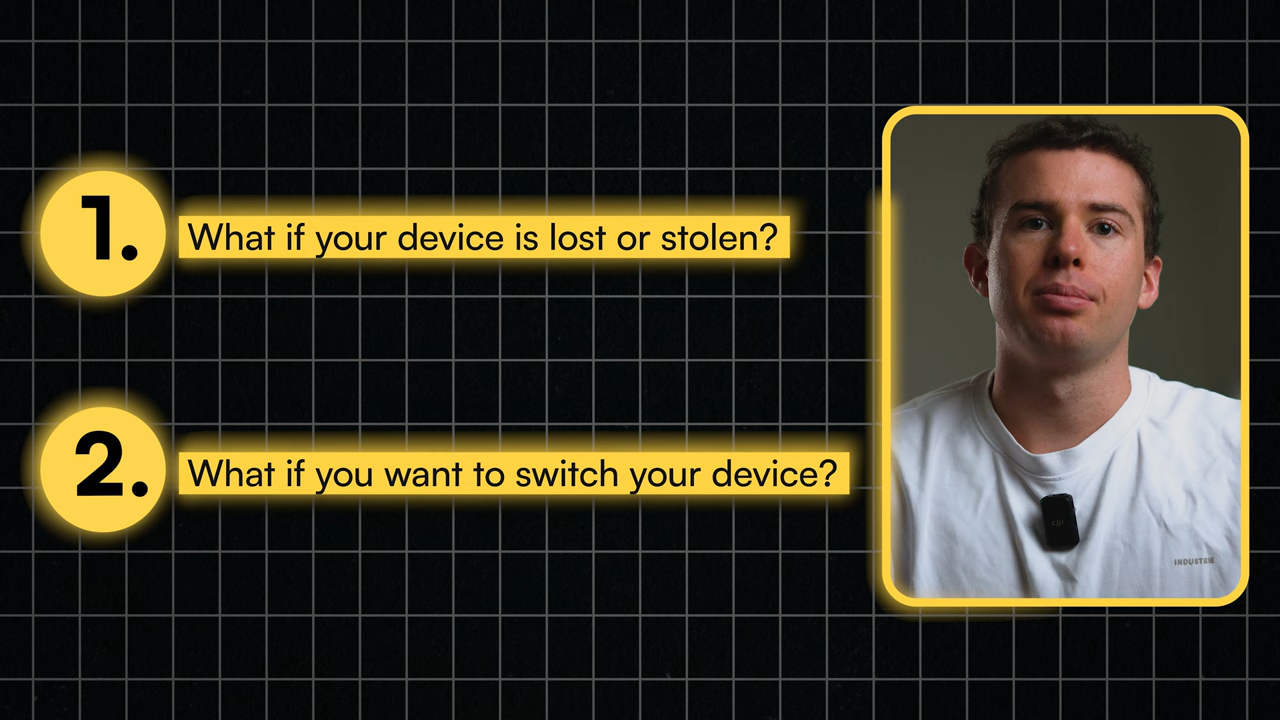 1.
What if your device is lost or stolen?
2.
What if you want to switch your device?
dji
INDUSTRIE